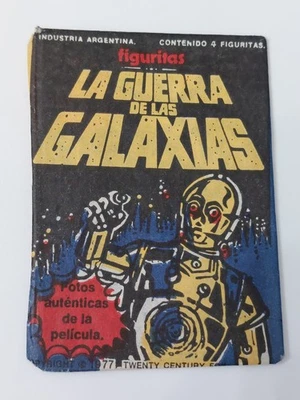 INDUSTRIA ARGENTINA. CONTENIDO 4 FIGURITAS.
figuritas
LA GUERRA
DE LAS
GALAXIAS
Fotos
auténticas
de la
película.
COPYRIGHT © 1977 TWENTY CENTURY